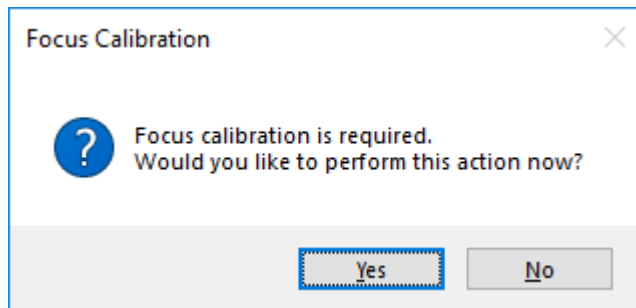 Focus Calibration
Focus calibration is required.
Would you like to perform this action now?
Yes
No